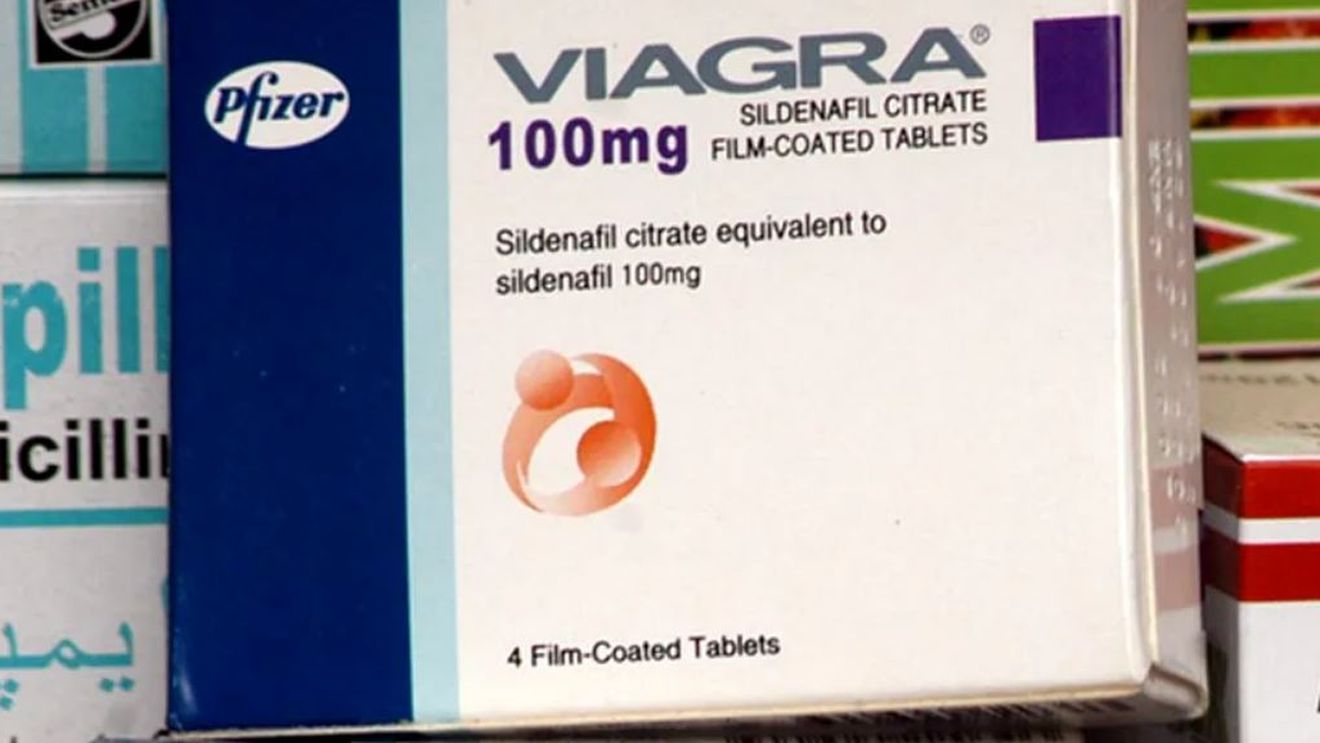 Pfizer
VIAGRA®
SILDENAFIL CITRATE
100mg FILM-COATED TABLETS
Sildenafil citrate equivalent to
sildenafil 100mg
4 Film-Coated Tablets
pill
icillin